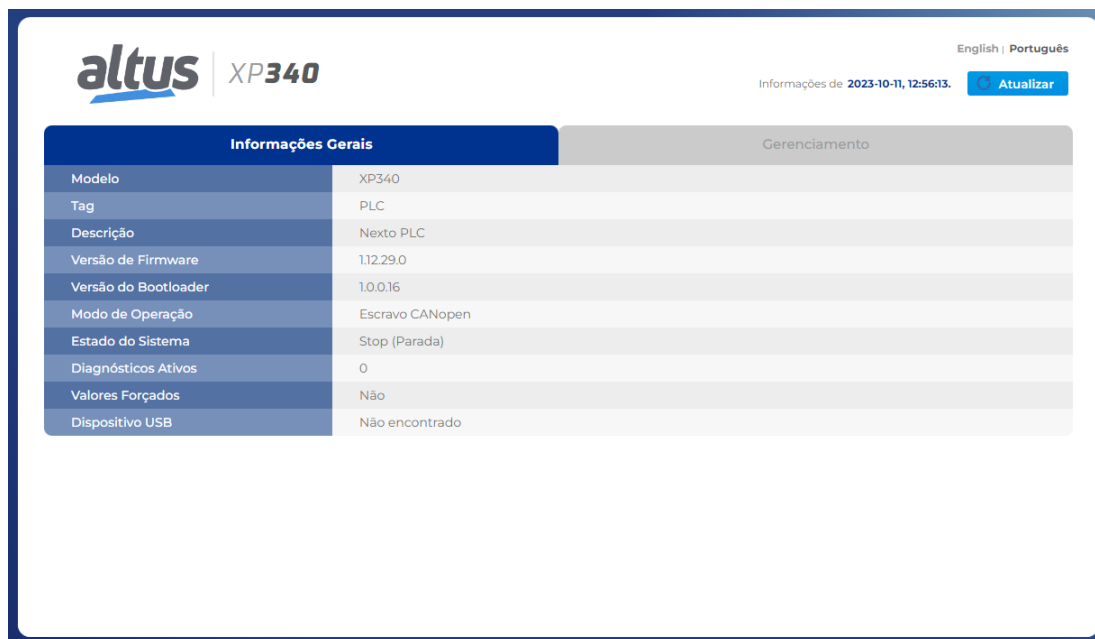 English | Português
altus XP340
Informações de 2023-10-11, 12:56:13. Atualizar
Informações Gerais Gerenciamento
Modelo XP340
Tag PLC
Descrição Nexto PLC
Versão de Firmware 1.12.29.0
Versão do Bootloader 1.0.0.16
Modo de Operação Escravo CANopen
Estado do Sistema Stop (Parada)
Diagnósticos Ativos 0
Valores Forçados Não
Dispositivo USB Não encontrado